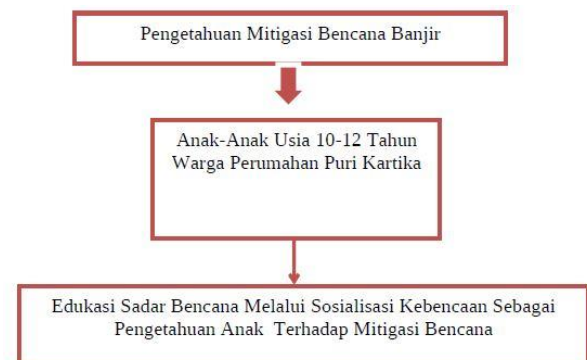 Pengetahuan Mitigasi Bencana Banjir
Anak-Anak Usia 10-12 Tahun
Warga Perumahan Puri Kartika
Edukasi Sadar Bencana Melalui Sosialisasi Kebencaan Sebagai
Pengetahuan Anak Terhadap Mitigasi Bencana